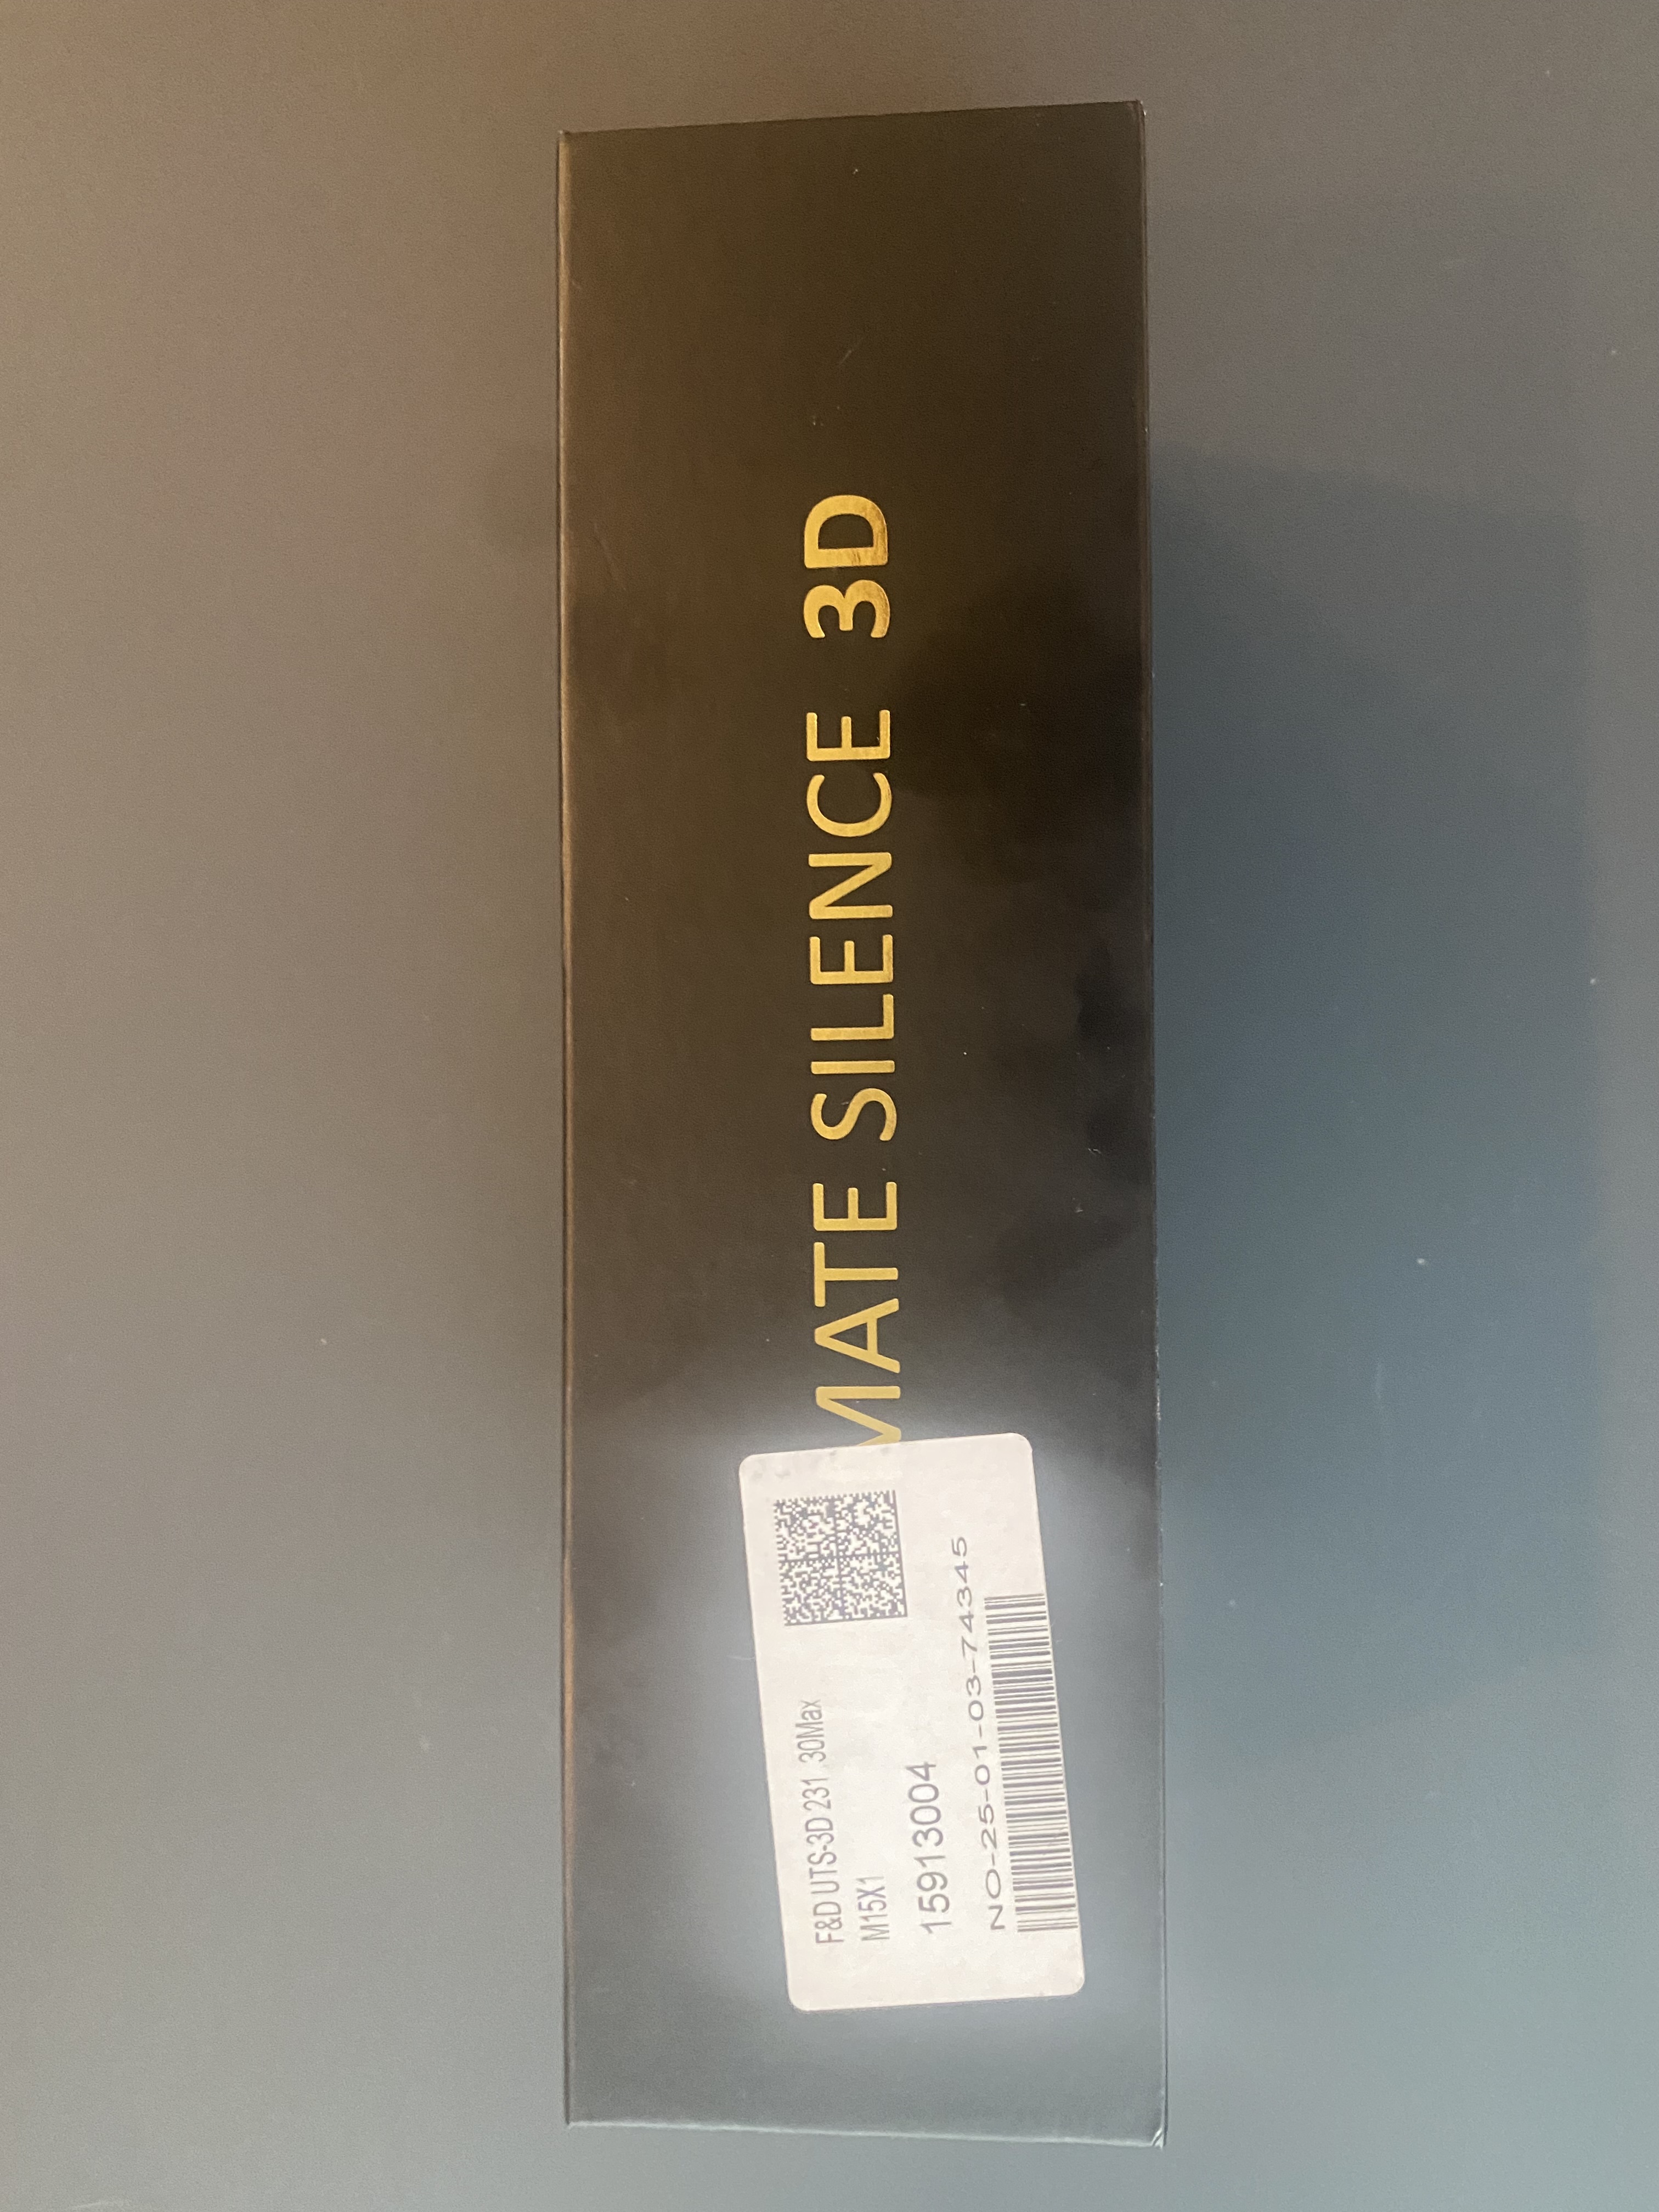 MATE SILENCE 3D
F&D UTS-3D 231 .30Max
M15X1
15913004
NO-25-01-03-74345